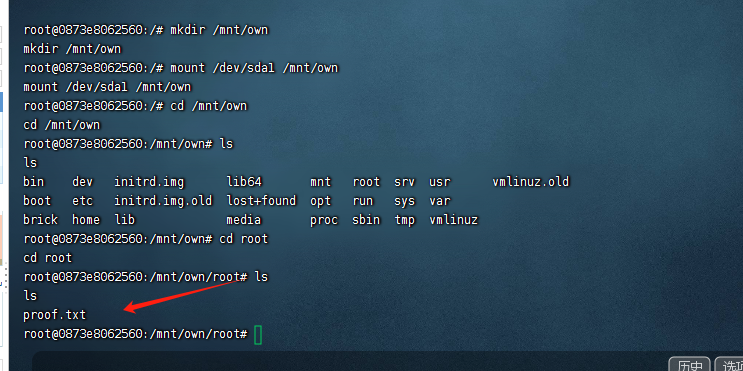 root@0873e8062560:/# mkdir /mnt/own
mkdir /mnt/own
root@0873e8062560:/# mount /dev/sda1 /mnt/own
mount /dev/sda1 /mnt/own
root@0873e8062560:/# cd /mnt/own
cd /mnt/own
root@0873e8062560:/mnt/own# ls
ls
bin dev initrd.img lib64 mnt root srv usr vmlinuz.old
boot etc initrd.img.old lost+found opt run sys var
brick home lib media proc sbin tmp vmlinuz
root@0873e8062560:/mnt/own# cd root
cd root
root@0873e8062560:/mnt/own/root# ls
ls
proof.txt
root@0873e8062560:/mnt/own/root#
历史 选项